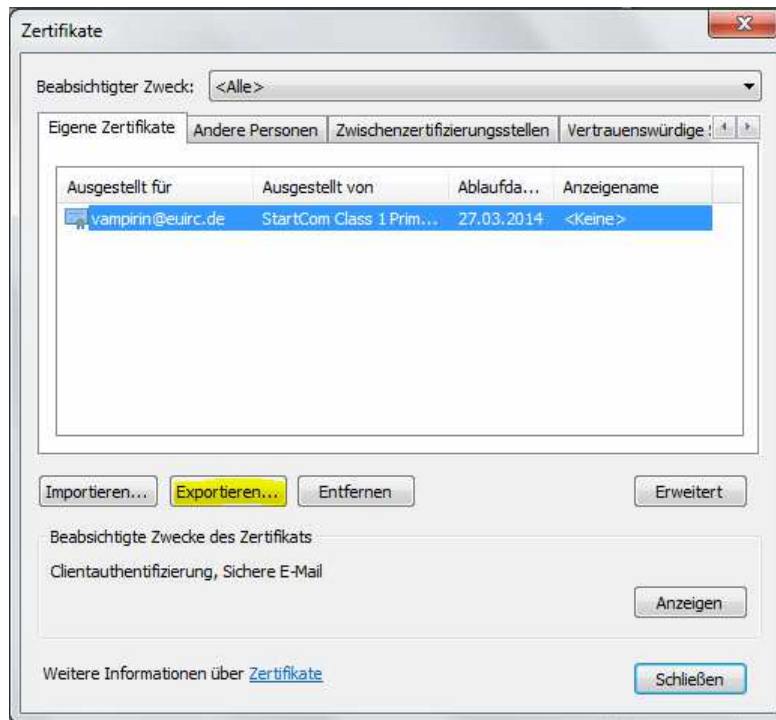 Zertifikate
Beabsichtigter Zweck: <Alle>
Eigene Zertifikate Andere Personen Zwischenzertifizierungsstellen Vertrauenswürdige
Ausgestellt für Ausgestellt von Ablaufda... Anzeigename
vampirin@euirc.de StartCom Class 1 Prim... 27.03.2014 <Keine>
Importieren... Exportieren... Entfernen Erweitert
Beabsichtigte Zwecke des Zertifikats
Clientauthentifizierung, Sichere E-Mail
Anzeigen
Weitere Informationen über Zertifikate
Schließen